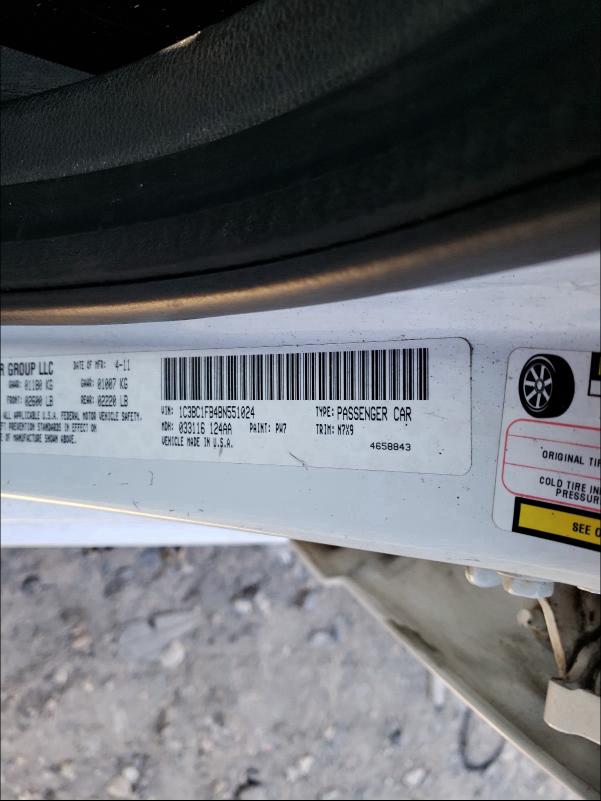 R GROUP LLC DATE OF MFR: 4-11
GAWR: 01180 KG GAWR: 01007 KG
FRONT: 02600 LB REAR: 02220 LB
ALL APPLICABLE U.S.A. FEDERAL MOTOR VEHICLE SAFETY,
FT PREVENTION STANDARDS IN EFFECT ON
MANUFACTURE SHOWN ABOVE.
VIN: 1C3BC1FB4BN551024 TYPE: PASSENGER CAR
MDH: 033116 124AA PAINT: PW7 TRIM: N7X9
VEHICLE MADE IN U.S.A. 4658843
ORIGINAL TI
COLD TIRE IN
PRESSUR
SEE O